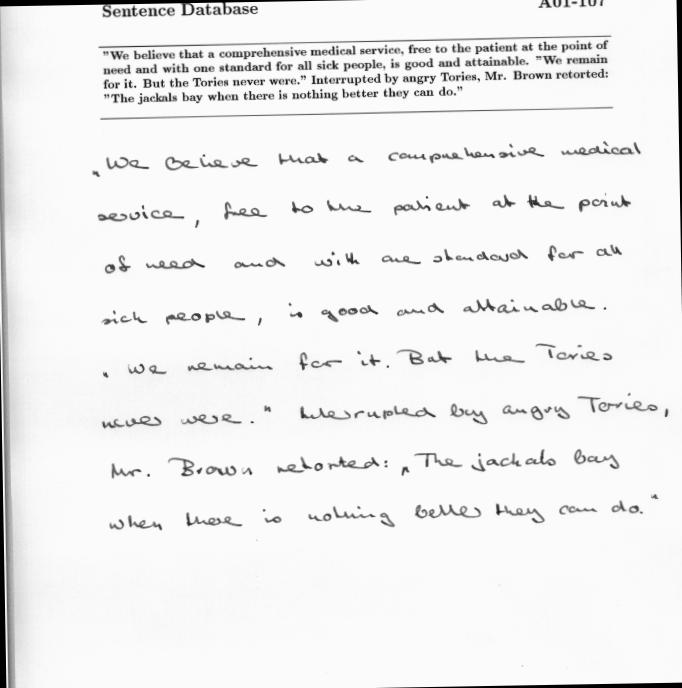 Sentence Database A01-107
"We believe that a comprehensive medical service, free to the patient at the point of
need and with one standard for all sick people, is good and attainable. "We remain
for it. But the Tories never were." Interrupted by angry Tories, Mr. Brown retorted:
"The jackals bay when there is nothing better they can do."
„We believe that a comprehensive medical
service, free to the patient at the point
of need and with one standard for all
sick people, is good and attainable.
„We remain for it. But the Tories
never were." Interrupted by angry Tories,
Mr. Brown retorted: „The jackals bay
when there is nothing better they can do."